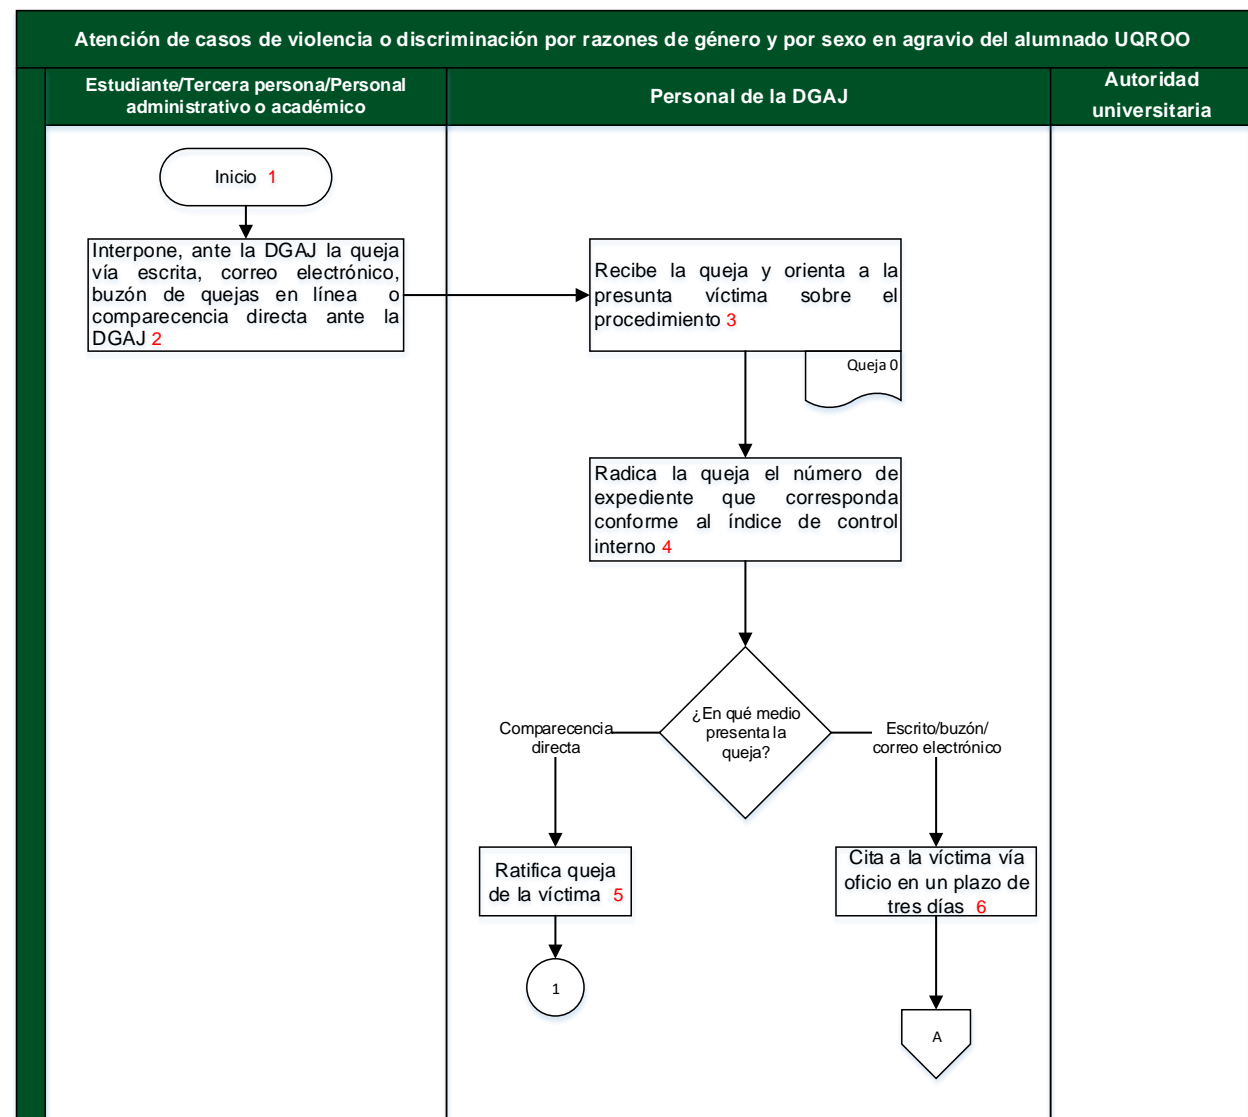 Atención de casos de violencia o discriminación por razones de género y por sexo en agravio del alumnado UQROO
Estudiante/Tercera persona/Personal
administrativo o académico
Personal de la DGAJ
Autoridad
universitaria
Inicio 1
Interpone, ante la DGAJ la queja
vía escrita, correo electrónico,
buzón de quejas en línea o
comparecencia directa ante la
DGAJ 2
Recibe la queja y orienta a la
presunta víctima sobre el
procedimiento 3
Queja 0
Radica la queja el número de
expediente que corresponda
conforme al índice de control
interno 4
¿En qué medio
presenta la
queja?
Comparecencia
directa
Escrito/buzón/
correo electrónico
Ratifica queja
de la víctima 5
Cita a la víctima vía
oficio en un plazo de
tres días 6
1
A